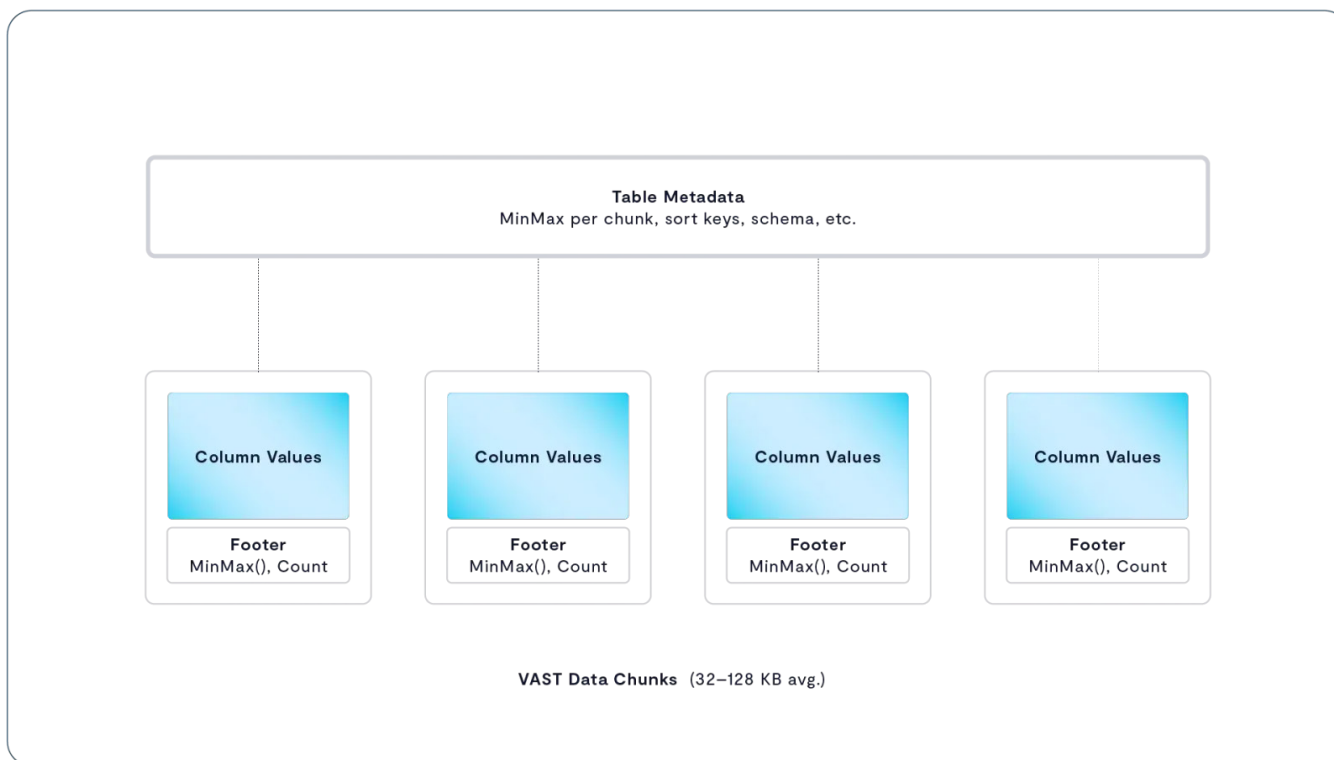 Table Metadata
MinMax per chunk, sort keys, schema, etc.
Column Values
Footer
MinMax(), Count
Column Values
Footer
MinMax(), Count
Column Values
Footer
MinMax(), Count
Column Values
Footer
MinMax(), Count
VAST Data Chunks (32–128 KB avg.)